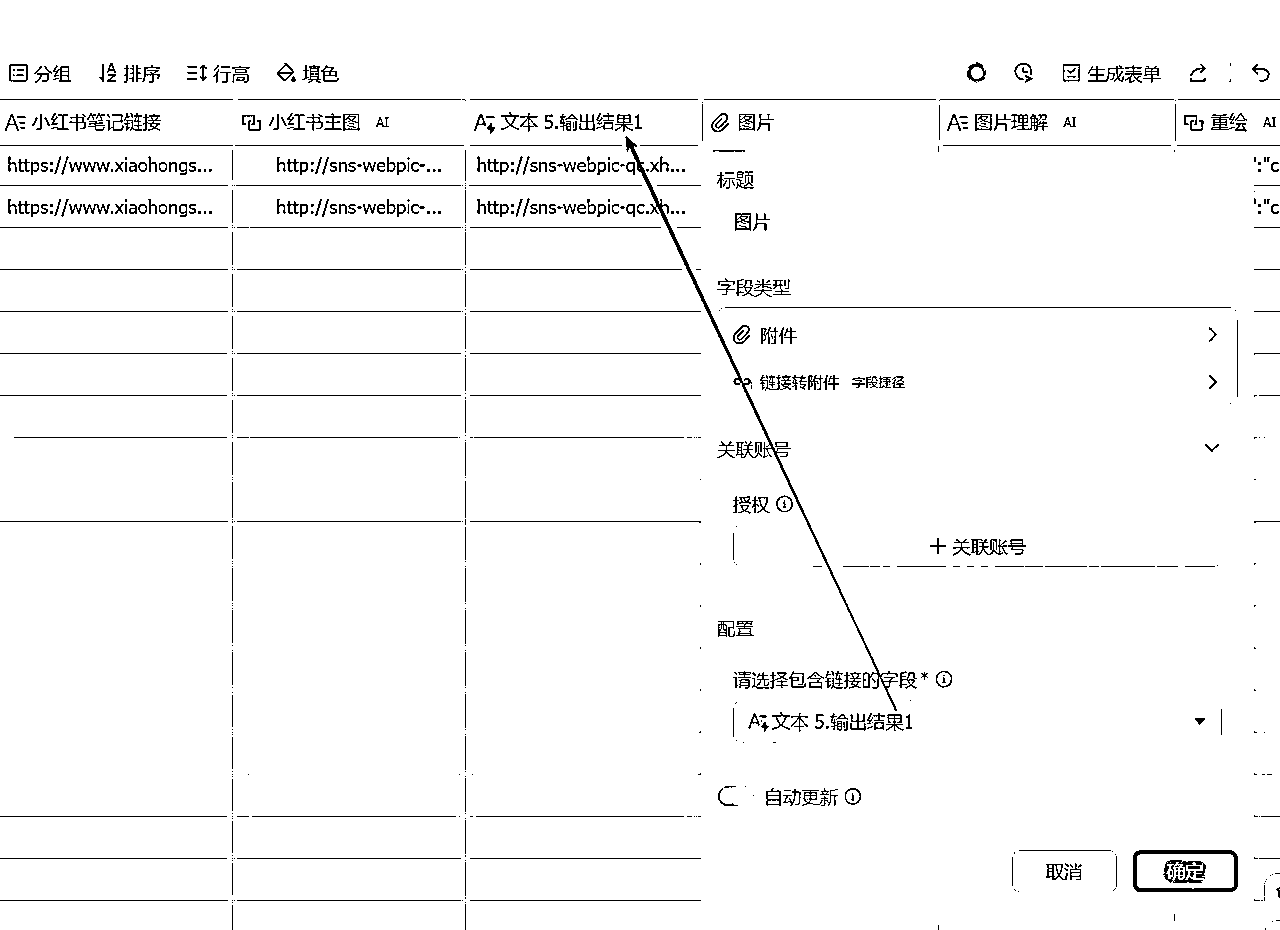 分组 排序 行高 填色 生成表单
小红书笔记链接 小红书主图 AI 文本 5.输出结果1 图片 图片理解 AI 重绘 AI
https://www.xiaohongs... http://sns-webpic-... http://sns-webpic-qc.xh... ":"c
https://www.xiaohongs... http://sns-webpic-... http://sns-webpic-qc.xh... ":"c
标题
图片
字段类型
附件
链接转附件 字段捷径
关联账号
授权
+ 关联账号
配置
请选择包含链接的字段 *
文本 5.输出结果1
自动更新
取消 确定